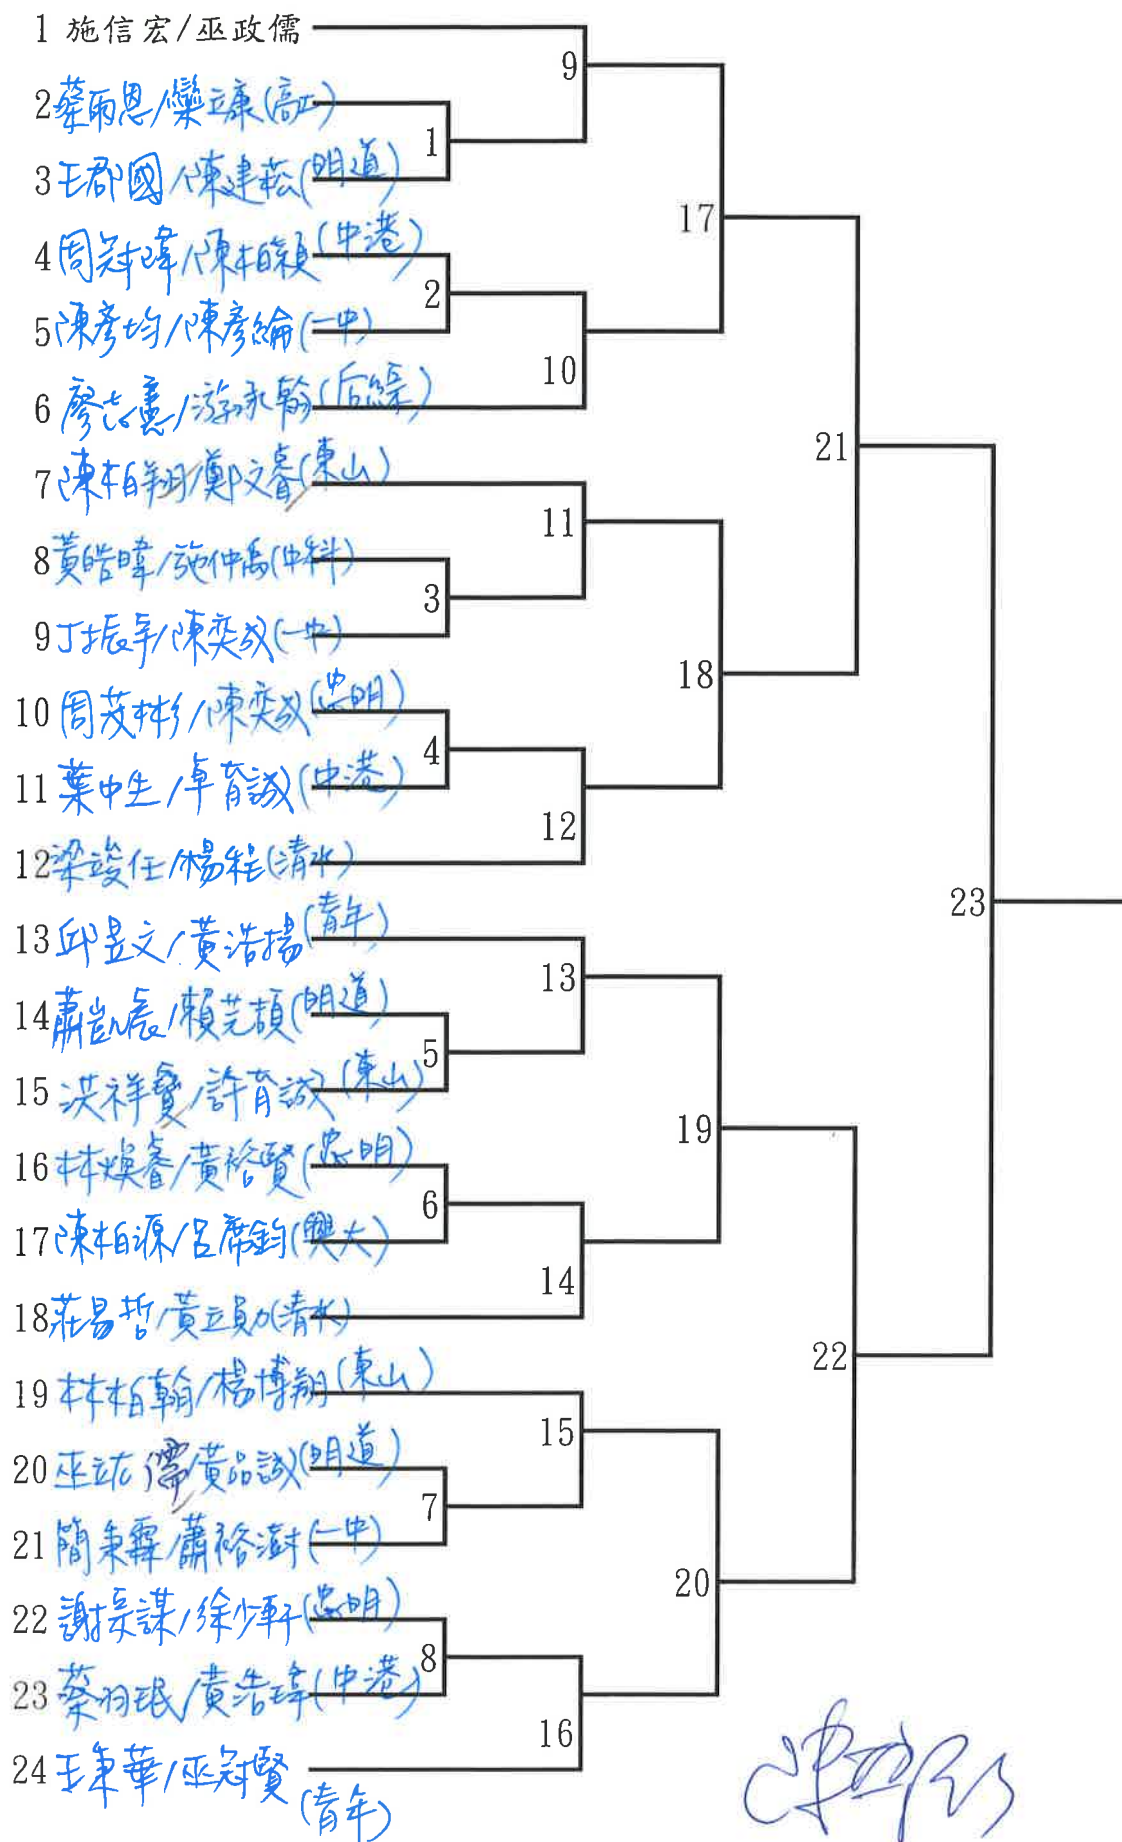 1 施信宏/巫政儒
2 蔡雨恩/欒立康(高工)
3 王郡國/陳建菘(明道)
4 周冠瑋/陳柏穎(中港)
5 陳彥均/陳彥綸(一中)
6 廖志憲/游永翰(后綜)
7 陳柏翔/鄭文睿(東山)
8 黃皓暐/施仲禹(中科)
9 丁振宇/陳奕成(一中)
10 周茂彬/陳奕成(忠明)
11 葉中生/卓育誠(中港)
12 梁竣任/楊程(清水)
13 邱昱文/黃浩揚(青年)
14 蕭凱辰/賴芫頡(明道)
15 洪祥寶/許育誠(東山)
16 林煥睿/黃裕賢(忠明)
17 陳柏源/呂席鈞(興大)
18 莊易哲/黃立勛(清水)
19 林柏翰/楊博翔(東山)
20 巫竑儒/黃品誠(明道)
21 簡秉霖/蕭裕澍(一中)
22 謝旻謀/徐少軒(忠明)
23 蔡羽珉/黃浩瑋(中港)
24 王秉華/巫冠賢
(青年)
1
2
3
4
5
6
7
8
9
10
11
12
13
14
15
16
17
18
19
20
21
22
23